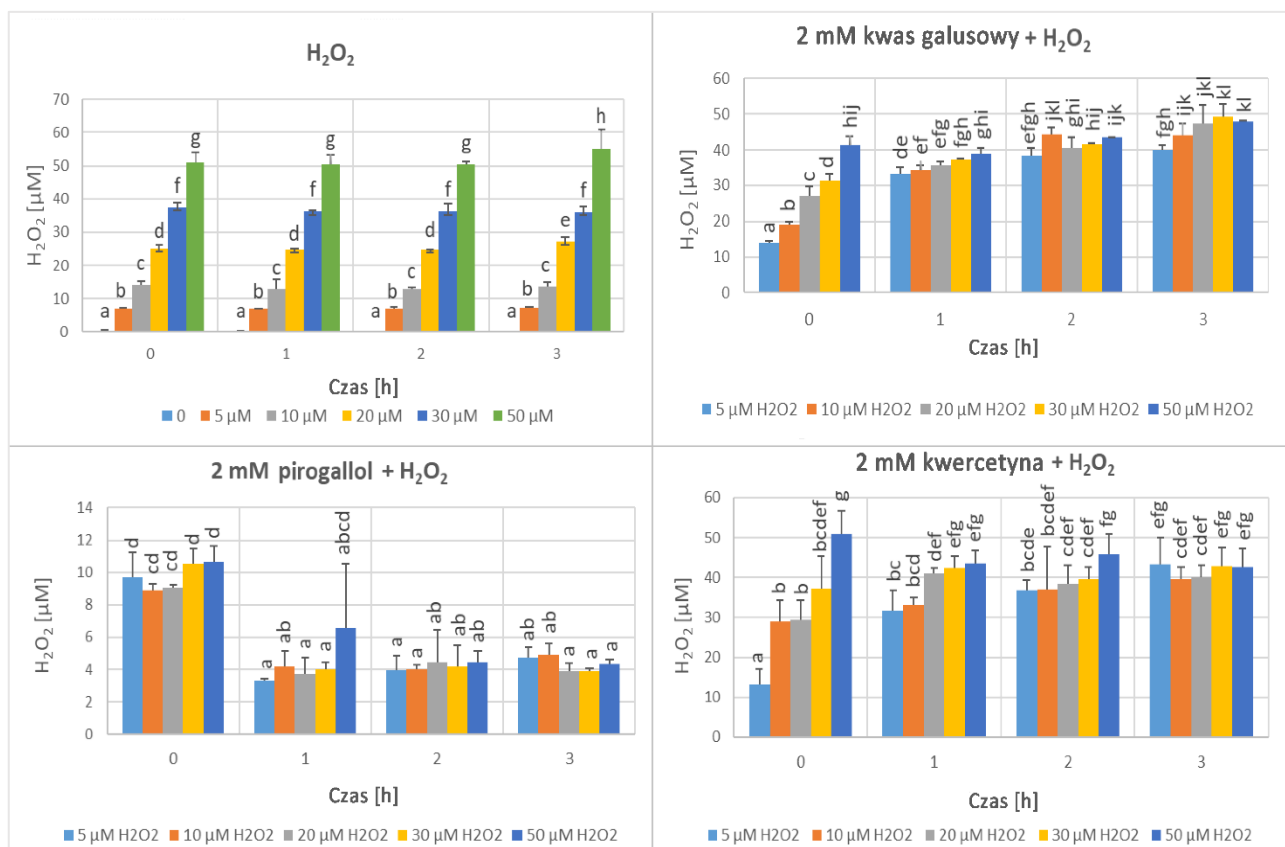 H₂O₂
H₂O₂ [µM]
70
60
50
40
30
20
10
0
a b c d f g
a b c d f g
a b c d f g
a b c e f h
0 1 2 3
Czas [h]
0 5 µM 10 µM 20 µM 30 µM 50 µM
2 mM kwas galusowy + H₂O₂
H₂O₂ [µM]
60
50
40
30
20
10
0
a b c d hij
de ef efg fgh ghi
efgh jkl ghi hij ijk
fgh ijk jkl kl kl
0 1 2 3
Czas [h]
5 µM H2O2 10 µM H2O2 20 µM H2O2 30 µM H2O2 50 µM H2O2
2 mM pirogallol + H₂O₂
H₂O₂ [µM]
14
12
10
8
6
4
2
0
d cd cd d d
a ab a a abcd
a a ab ab ab
ab ab a a a
0 1 2 3
Czas [h]
5 µM H2O2 10 µM H2O2 20 µM H2O2 30 µM H2O2 50 µM H2O2
2 mM kwercetyna + H₂O₂
H₂O₂ [µM]
60
50
40
30
20
10
0
a b b bcdef g
bc bcd def efg efg
bcde bcdef cdef cdef fg
efg cdef cdef efg efg
0 1 2 3
Czas [h]
5 µM H2O2 10 µM H2O2 20 µM H2O2 30 µM H2O2 50 µM H2O2